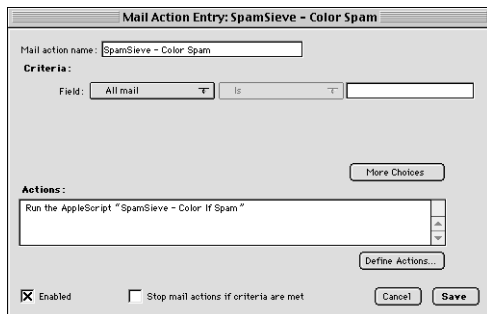 Mail Action Entry: SpamSieve - Color Spam
Mail action name: SpamSieve - Color Spam
Criteria:
Field: All mail Is
More Choices
Actions:
Run the AppleScript "SpamSieve - Color If Spam"
Define Actions...
Enabled Stop mail actions if criteria are met Cancel Save